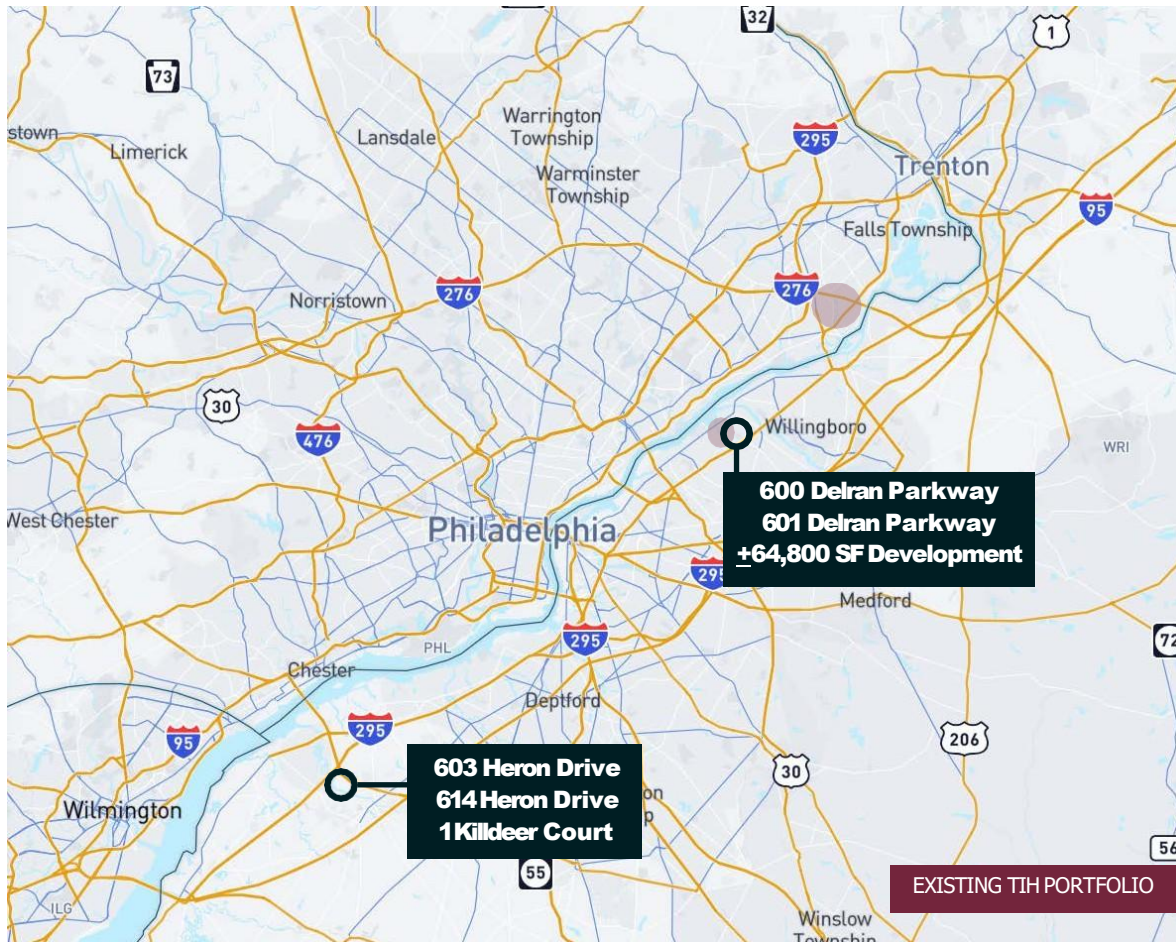 32
1
73
stown
Limerick
Lansdale
Warrington
Township
Warminster
Township
295
Trenton
95
Falls Township
276
276
Norristown
30
476
Willingboro
WRI
West Chester
Philadelphia
600 Delran Parkway
601 Delran Parkway
±64,800 SF Development
295
Medford
72
295
PHL
Chester
Deptford
295
95
206
603 Heron Drive
614 Heron Drive
1 Killdeer Court
on
p
30
Wilmington
55
56
EXISTING TIH PORTFOLIO
ILG
Winslow
Township